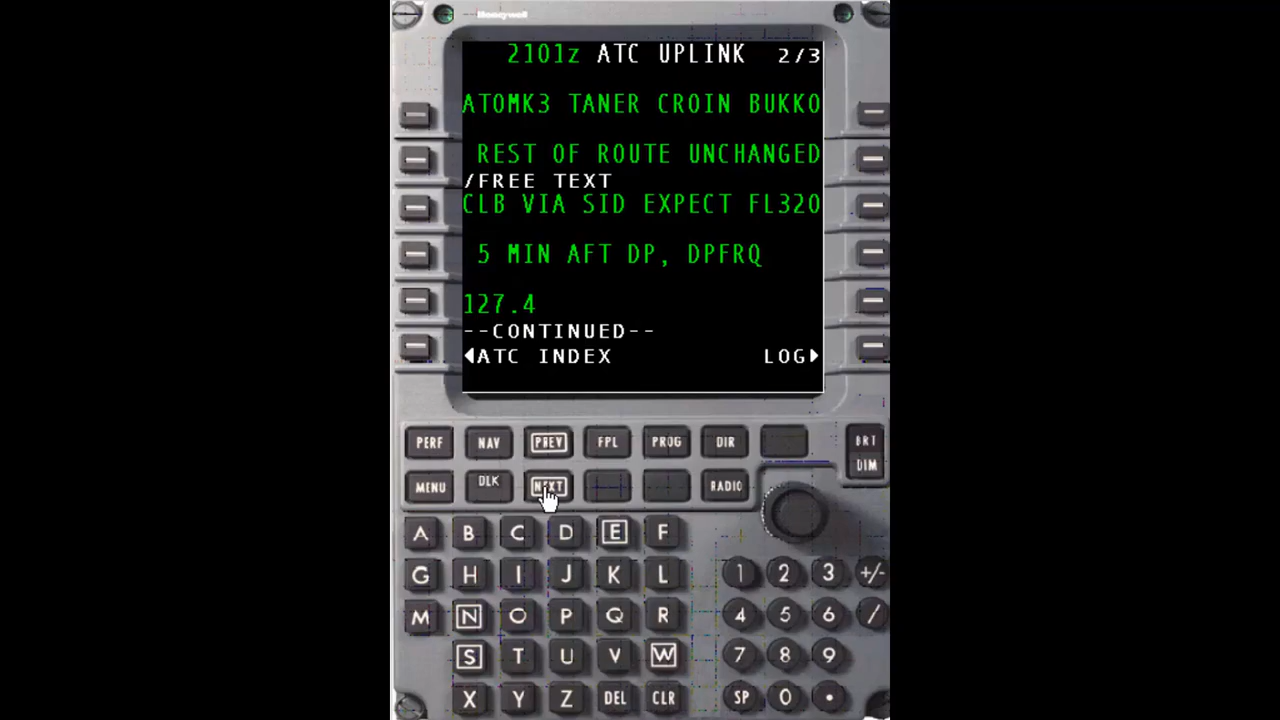 Honeywell
2101z ATC UPLINK 2/3
ATOMK3 TANER CROIN BUKKO
REST OF ROUTE UNCHANGED
/FREE TEXT
CLB VIA SID EXPECT FL320
5 MIN AFT DP, DPFRQ
127.4
--CONTINUED--
◀ATC INDEX LOG▶
PERF NAV PREV FPL PROG DIR BRT
DIM
MENU DLK NEXT RADIO
A B C D E F
G H I J K L 1 2 3 +/-
M N O P Q R 4 5 6 /
S T U V W 7 8 9
X Y Z DEL CLR SP 0 •